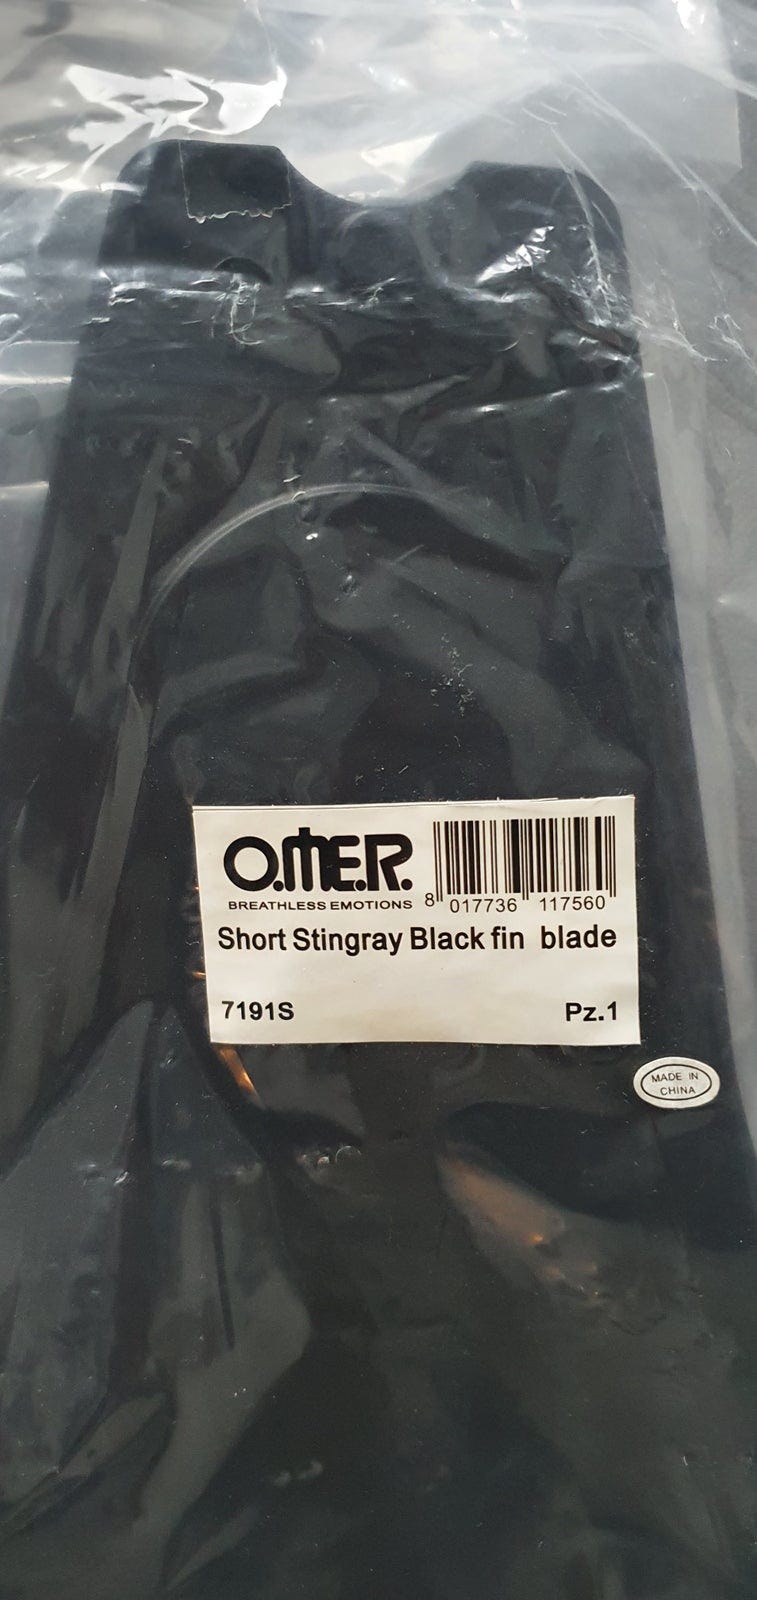 O.ME.R.
BREATHLESS EMOTIONS
8 017736 117560
Short Stingray Black fin blade
7191S
Pz.1
MADE IN
CHINA